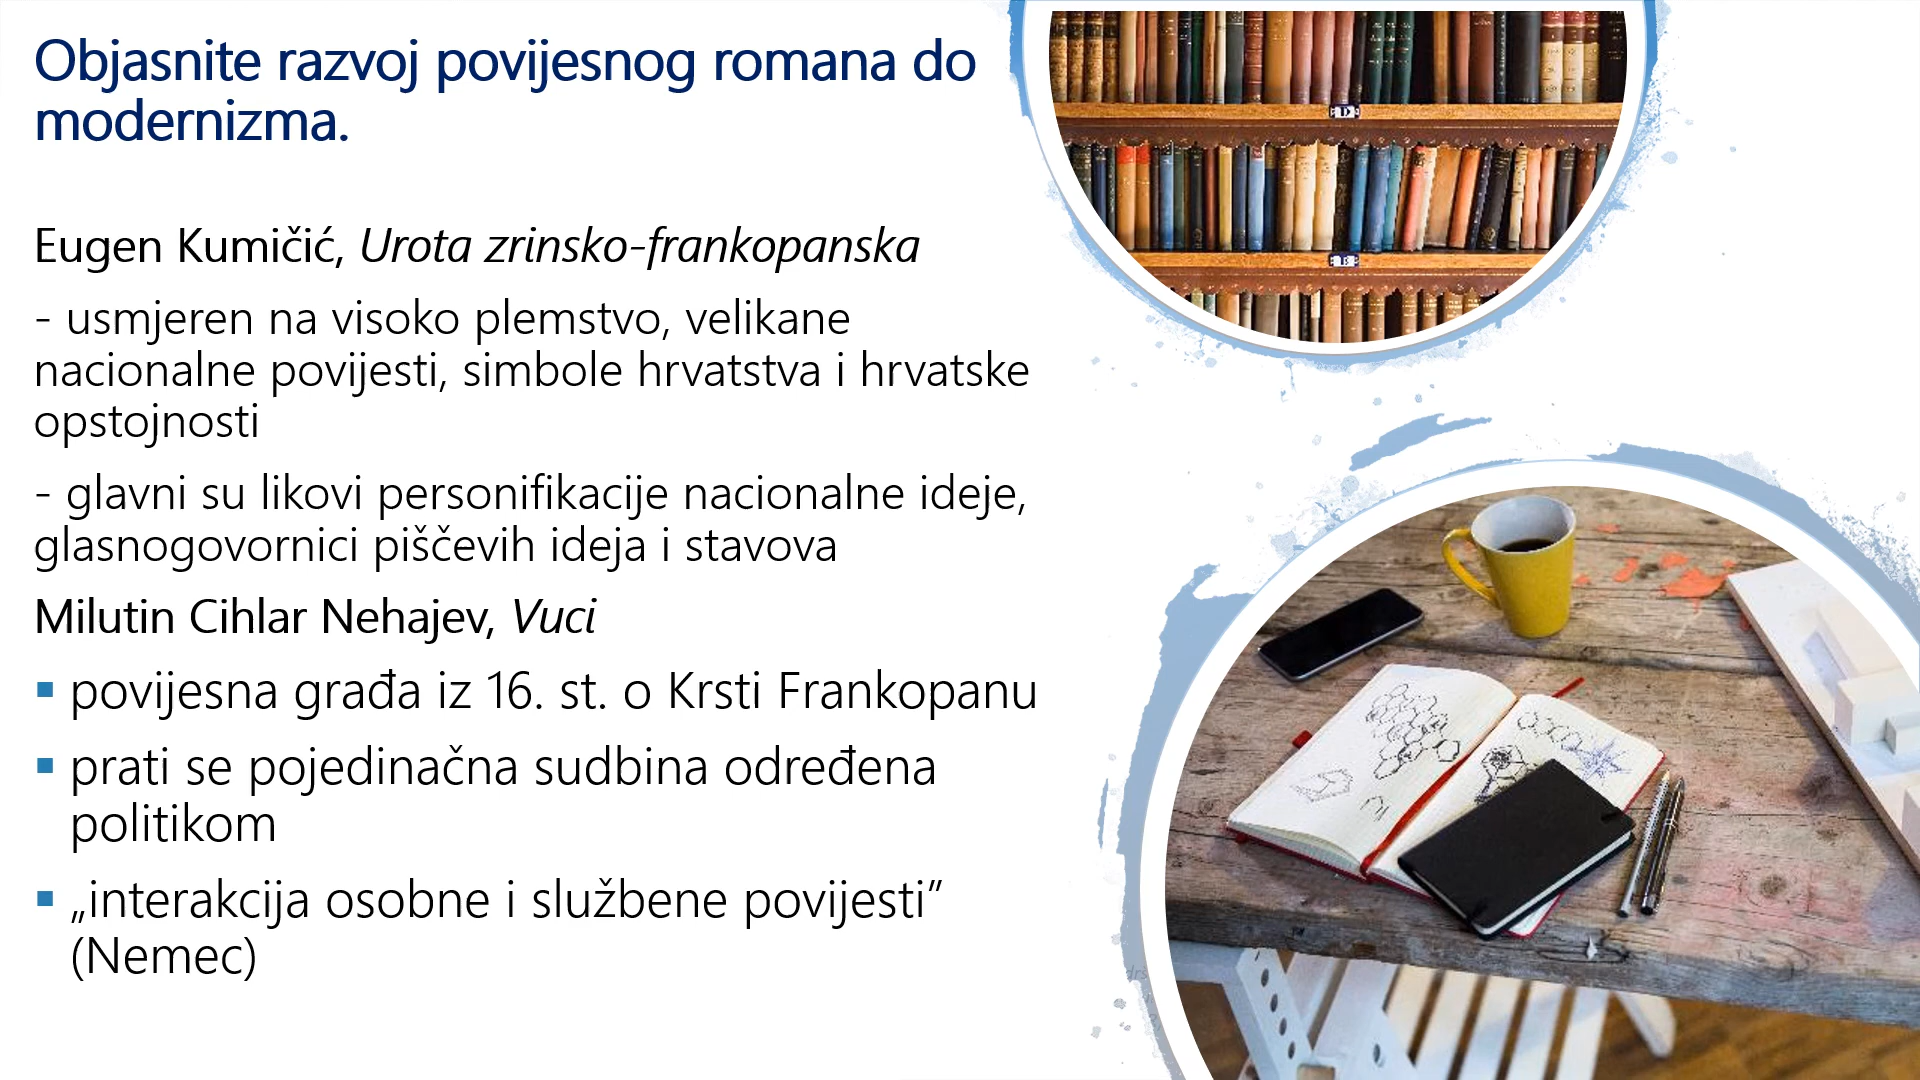 Objasnite razvoj povijesnog romana do
modernizma.
Eugen Kumičić, Urota zrinsko-frankopanska
- usmjeren na visoko plemstvo, velikane
nacionalne povijesti, simbole hrvatstva i hrvatske
opstojnosti
- glavni su likovi personifikacije nacionalne ideje,
glasnogovornici piščevih ideja i stavova
Milutin Cihlar Nehajev, Vuci
▪ povijesna građa iz 16. st. o Krsti Frankopanu
▪ prati se pojedinačna sudbina određena
politikom
▪ „interakcija osobne i službene povijesti”
(Nemec)